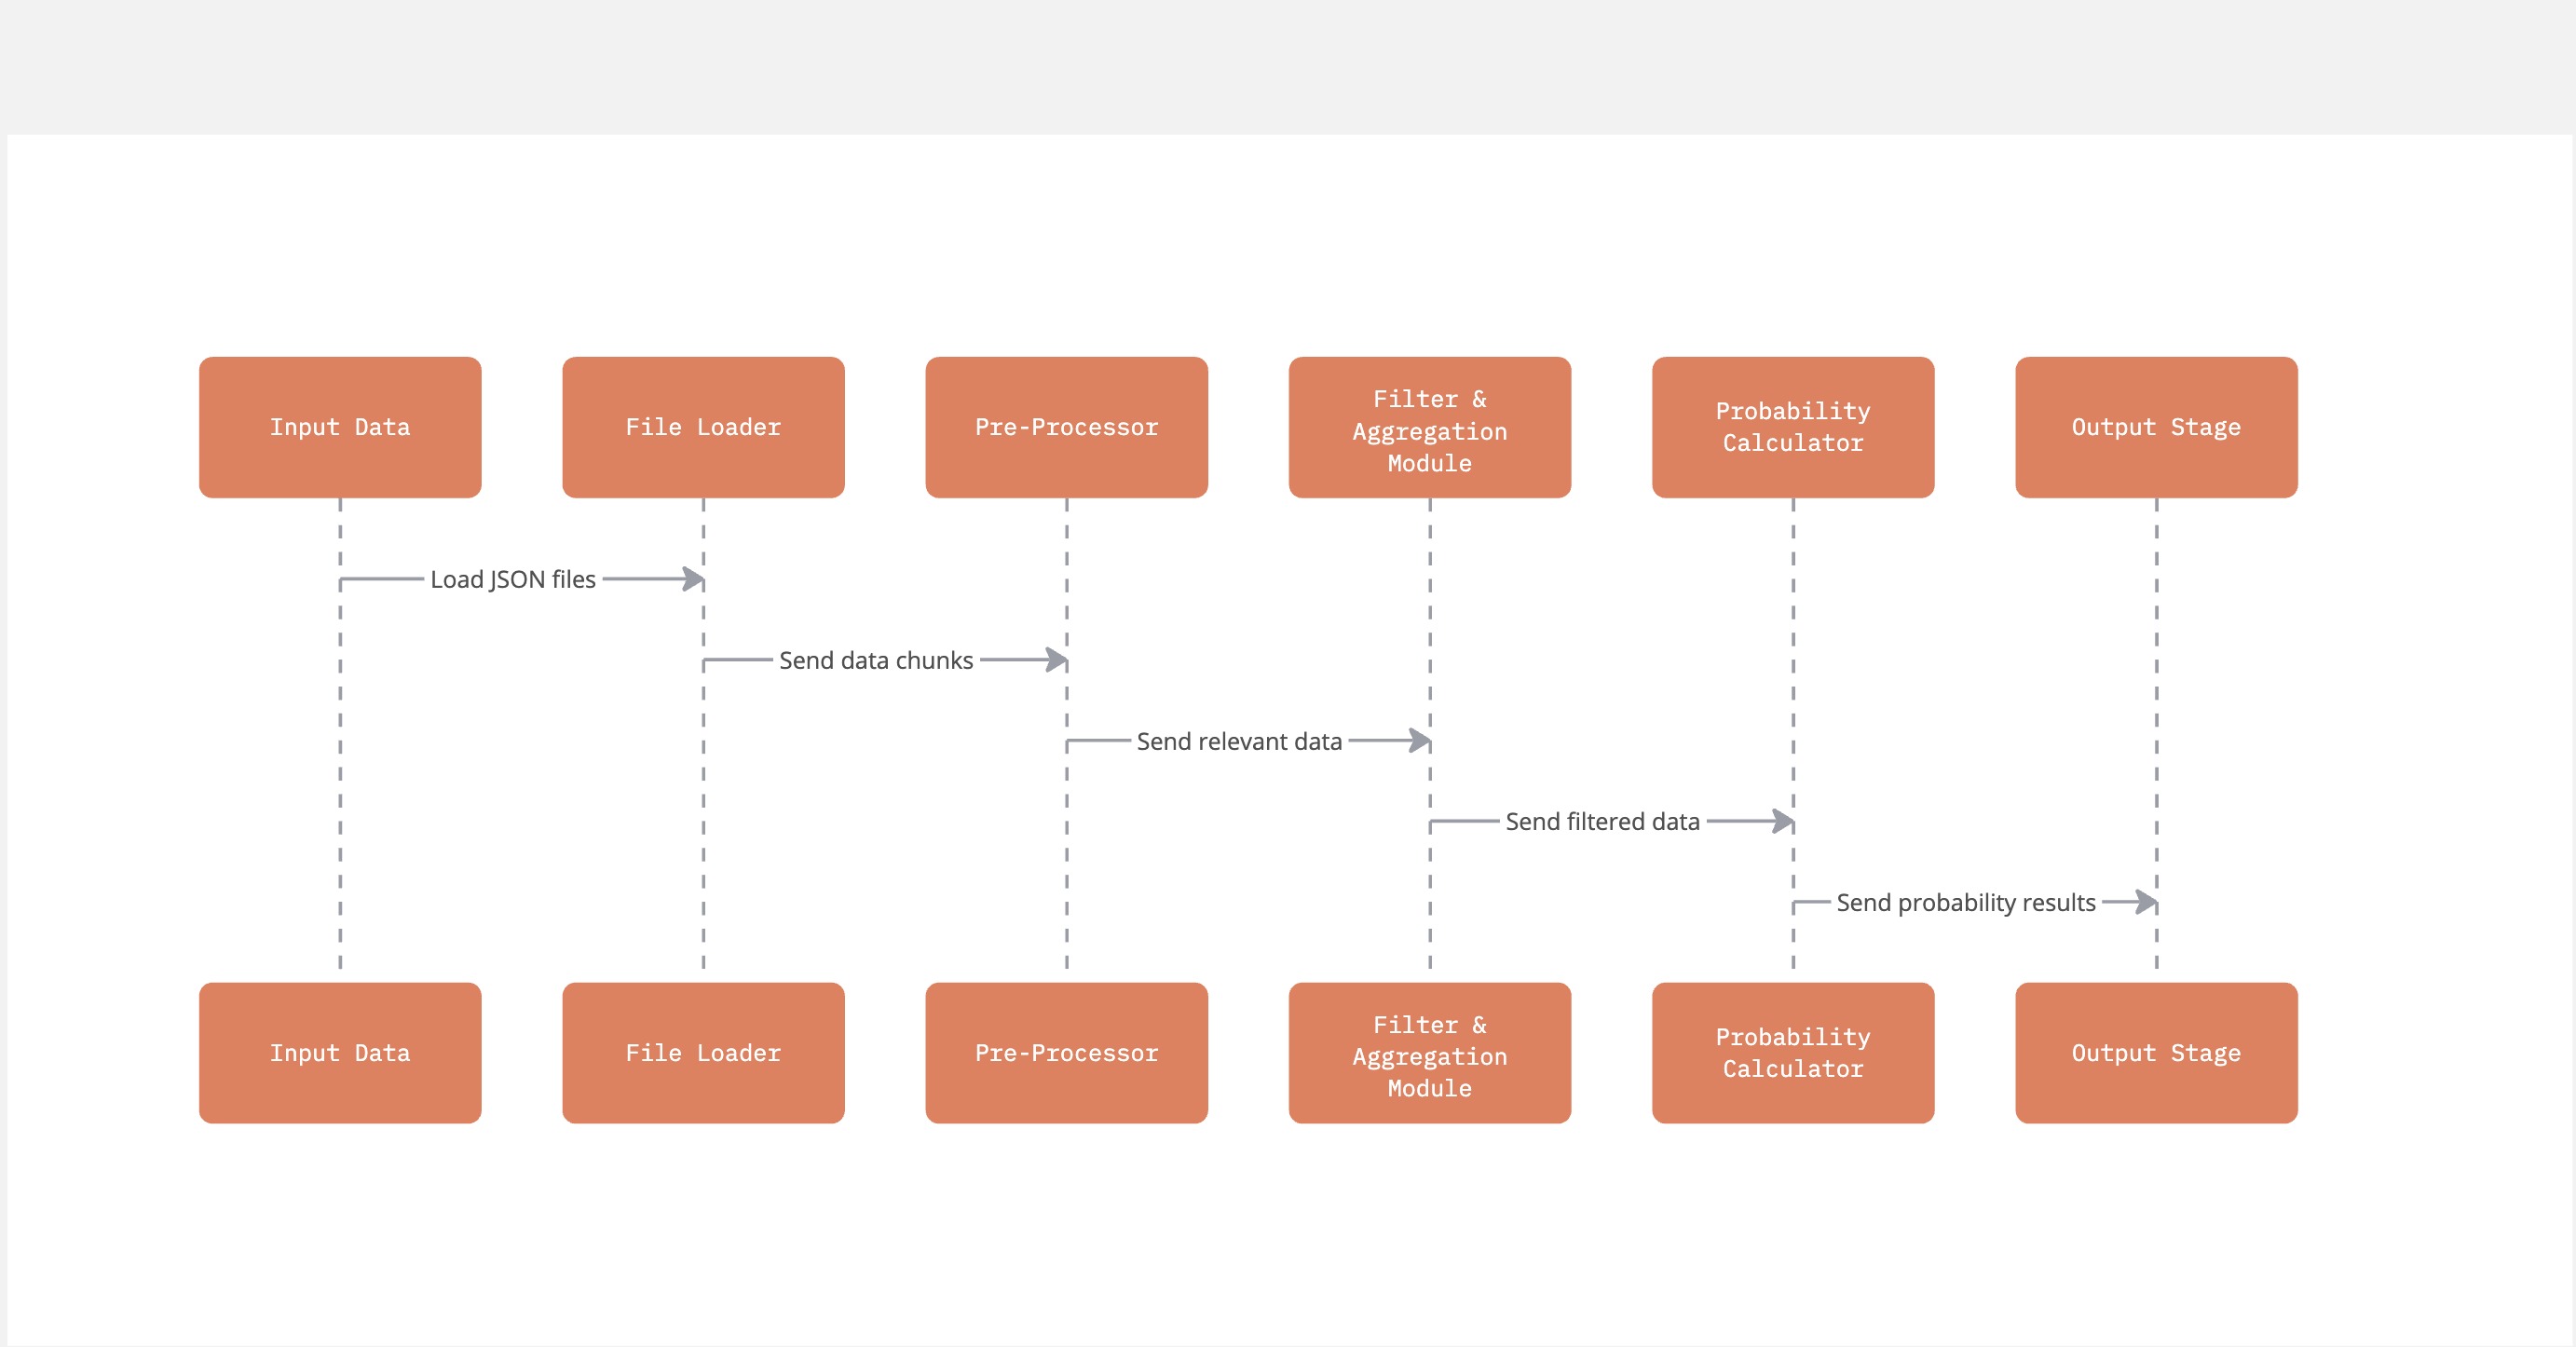 Input Data
File Loader
Pre-Processor
Filter &
Aggregation
Module
Probability
Calculator
Output Stage
Load JSON files
Send data chunks
Send relevant data
Send filtered data
Send probability results
Input Data
File Loader
Pre-Processor
Filter &
Aggregation
Module
Probability
Calculator
Output Stage